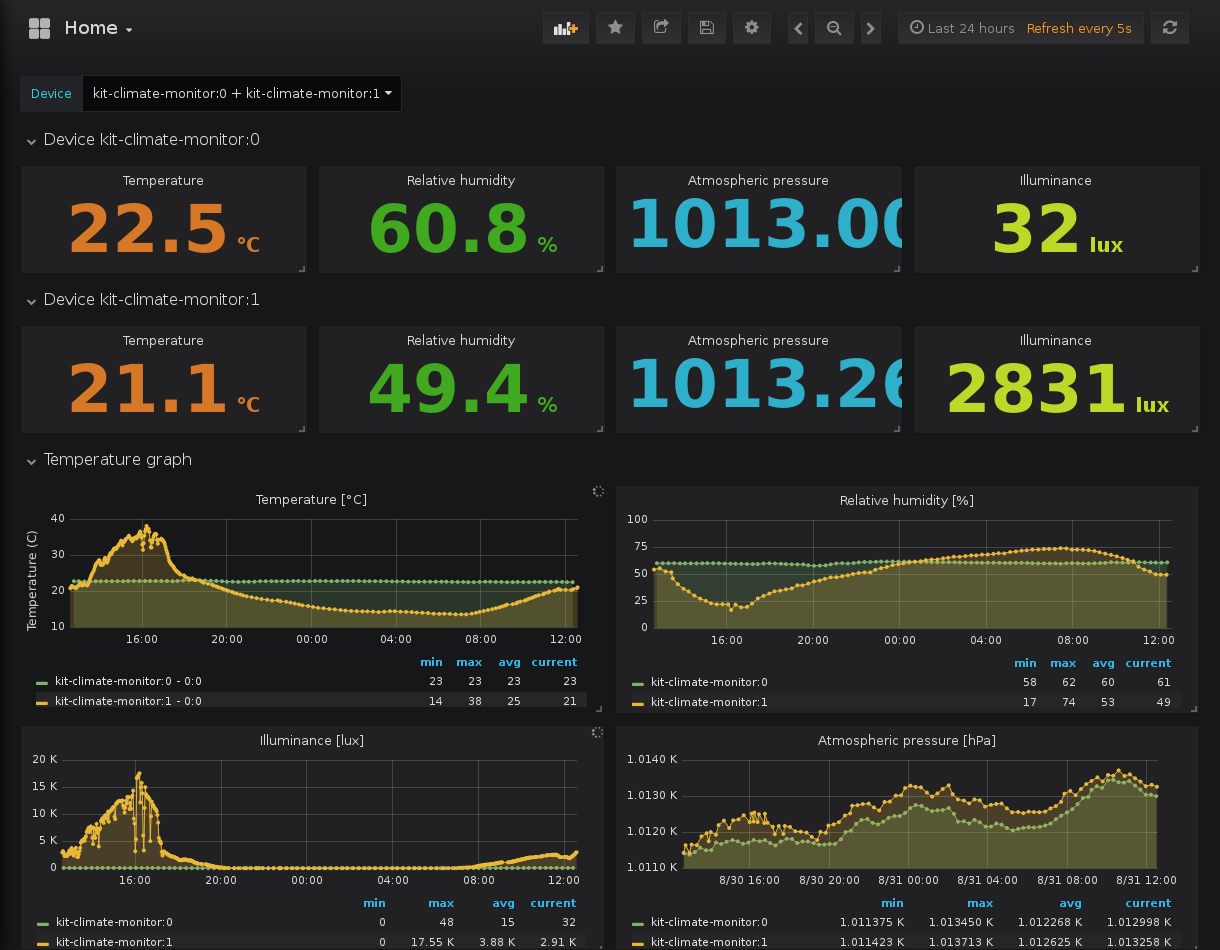 Home
Last 24 hours Refresh every 5s
Device kit-climate-monitor:0 + kit-climate-monitor:1
Device kit-climate-monitor:0
Temperature Relative humidity Atmospheric pressure Illuminance
22.5 °C 60.8 % 1013.00 32 lux
Device kit-climate-monitor:1
Temperature Relative humidity Atmospheric pressure Illuminance
21.1 °C 49.4 % 1013.26 2831 lux
Temperature graph
Temperature [°C]
Temperature (C)
40
30
20
10
16:00 20:00 00:00 04:00 08:00 12:00
min max avg current
kit-climate-monitor:0 - 0:0 23 23 23 23
kit-climate-monitor:1 - 0:0 14 38 25 21
Relative humidity [%]
100
75
50
25
0
16:00 20:00 00:00 04:00 08:00 12:00
min max avg current
kit-climate-monitor:0 58 62 60 61
kit-climate-monitor:1 17 74 53 49
Illuminance [lux]
20 K
15 K
10 K
5 K
0
16:00 20:00 00:00 04:00 08:00 12:00
min max avg current
kit-climate-monitor:0 0 48 15 32
kit-climate-monitor:1 0 17.55 K 3.88 K 2.91 K
Atmospheric pressure [hPa]
1.0140 K
1.0130 K
1.0120 K
1.0110 K
8/30 16:00 8/30 20:00 8/31 00:00 8/31 04:00 8/31 08:00 8/31 12:00
min max avg current
kit-climate-monitor:0 1.011375 K 1.013450 K 1.012268 K 1.012998 K
kit-climate-monitor:1 1.011423 K 1.013713 K 1.012625 K 1.013258 K